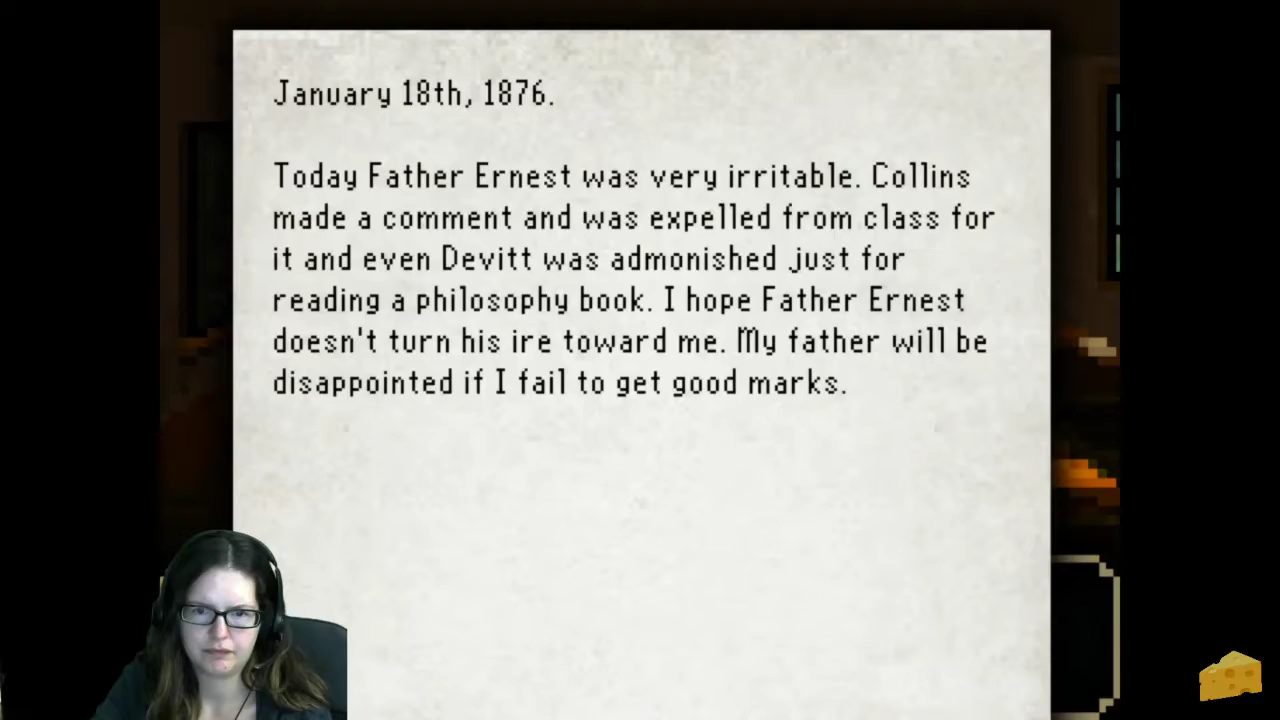 January 18th, 1876.
Today Father Ernest was very irritable. Collins
made a comment and was expelled from class for
it and even Devitt was admonished just for
reading a philosophy book. I hope Father Ernest
doesn't turn his ire toward me. My father will be
disappointed if I fail to get good marks.